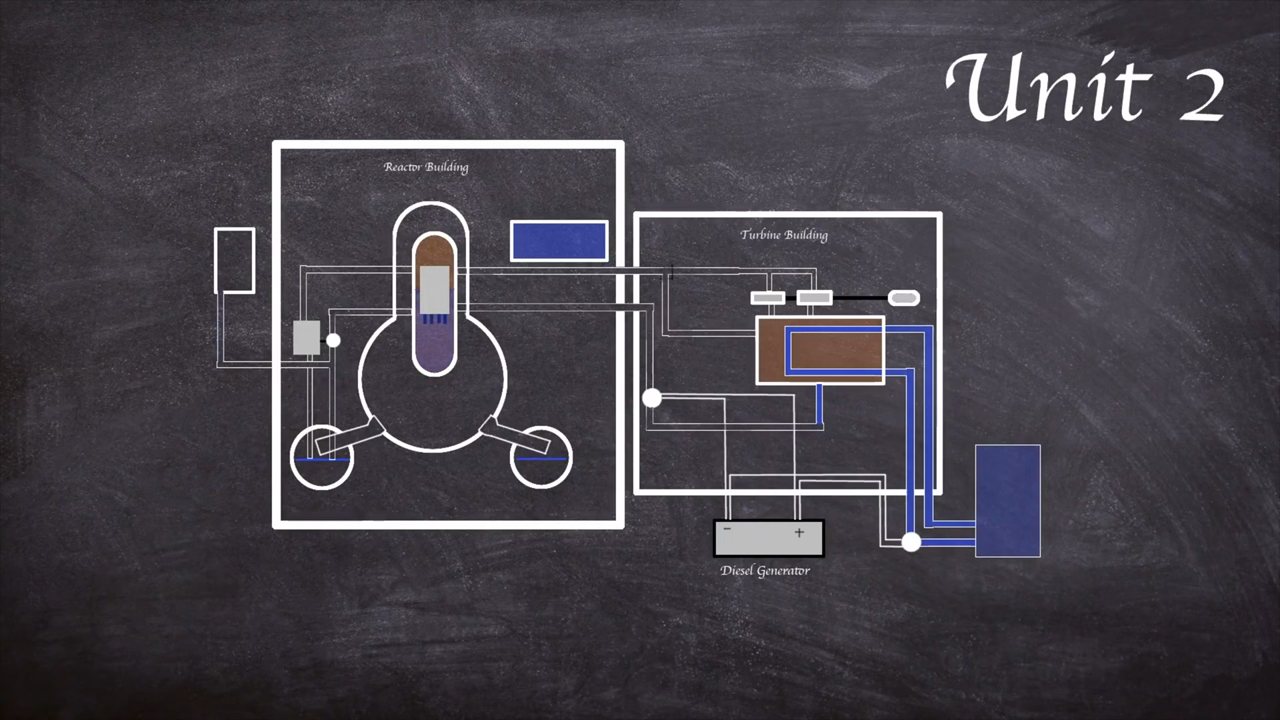 Unit 2
Reactor Building
Turbine Building
− +
Diesel Generator